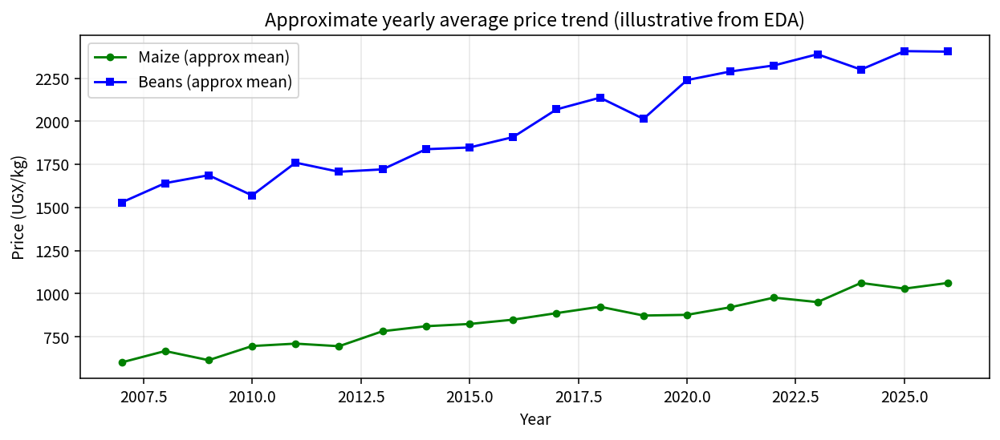 Approximate yearly average price trend (illustrative from EDA)
Maize (approx mean)
Beans (approx mean)
Price (UGX/kg)
2250
2000
1750
1500
1250
1000
750
2007.5 2010.0 2012.5 2015.0 2017.5 2020.0 2022.5 2025.0
Year